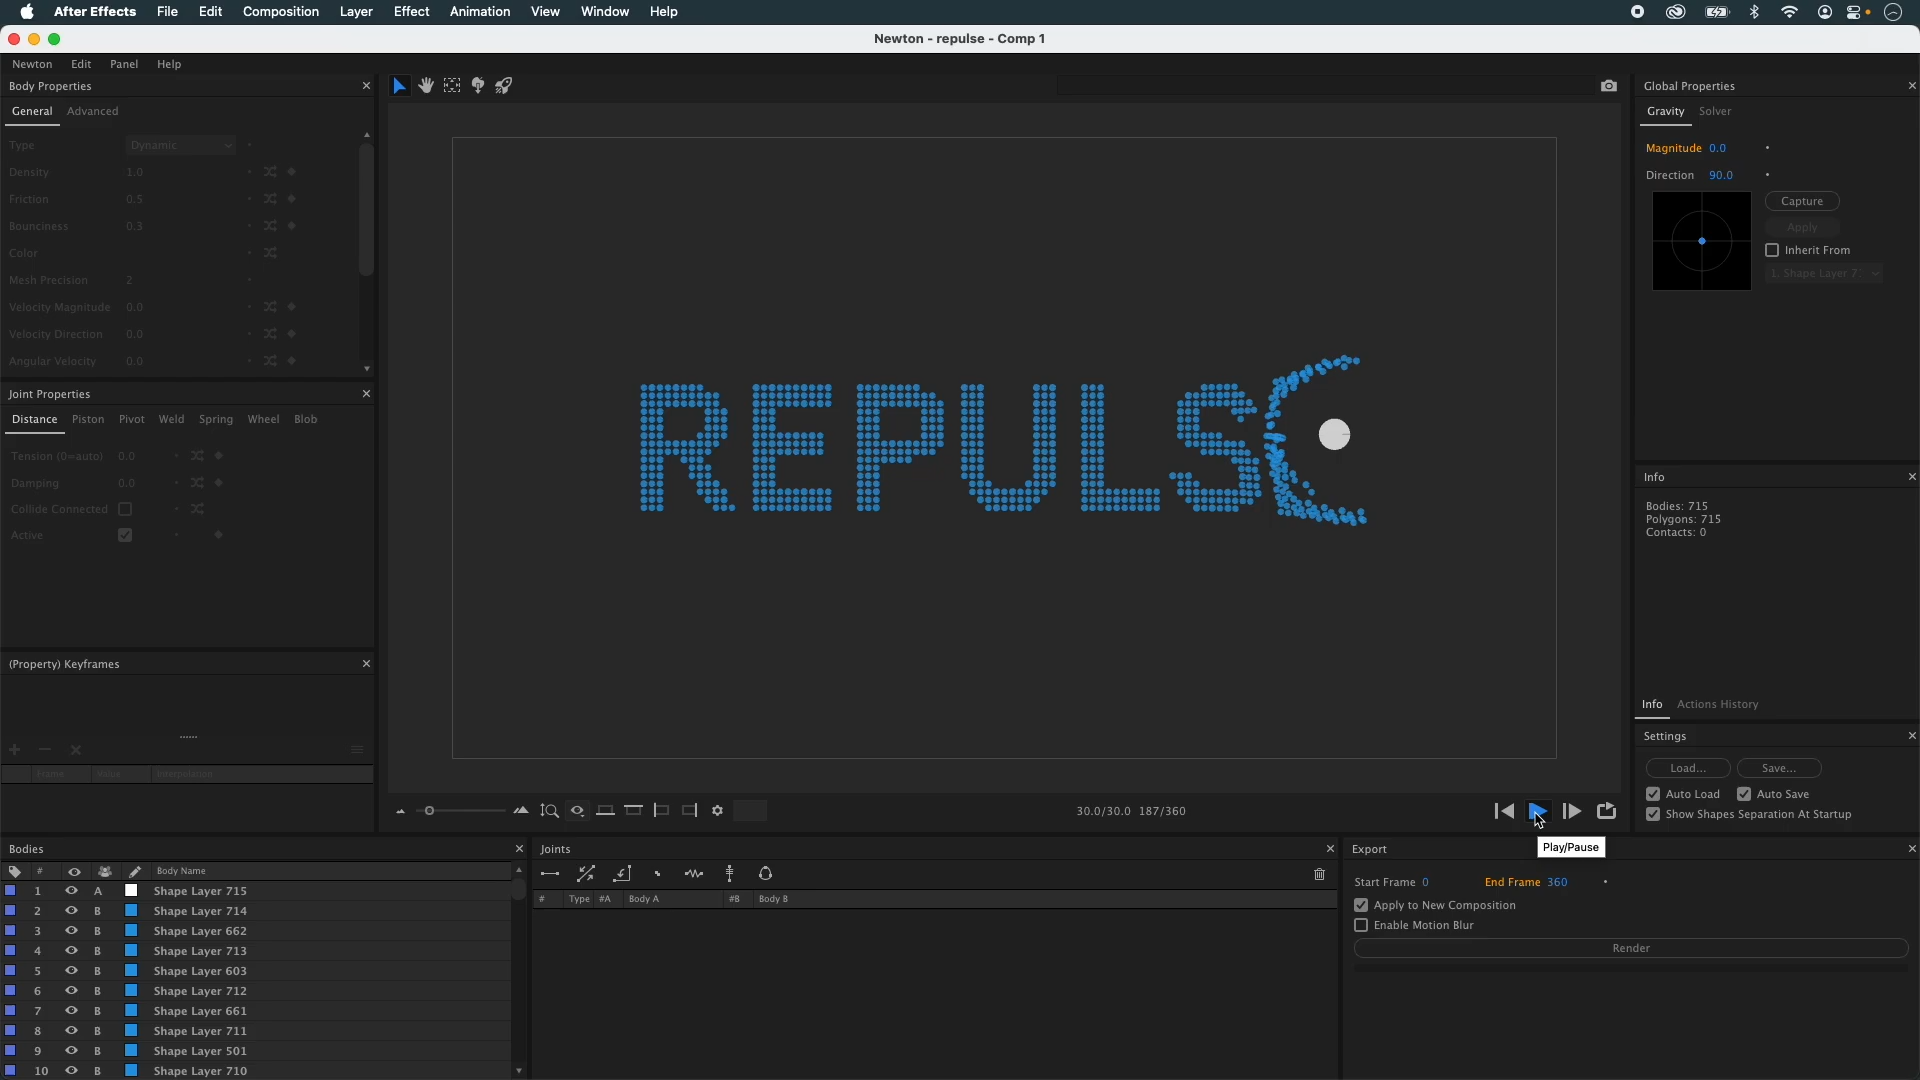 After Effects File Edit Composition Layer Effect Animation View Window Help
Newton - repulse - Comp 1
Newton Edit Panel Help
Body Properties
General Advanced
Type Dynamic
Density 1.0
Friction 0.5
Bounciness 0.3
Color
Mesh Precision 2
Velocity Magnitude 0.0
Velocity Direction 0.0
Angular Velocity 0.0
Joint Properties
Distance Piston Pivot Weld Spring Wheel Blob
Tension (0=auto) 0.0
Damping 0.0
Collide Connected
Active
(Property) Keyframes
Frame Value Interpolation
REPULS
30.0/30.0 187/360
Play/Pause
Global Properties
Gravity Solver
Magnitude 0.0
Direction 90.0
Capture
Apply
Inherit From
1. Shape Layer 7
Info
Bodies: 715
Polygons: 715
Contacts: 0
Info Actions History
Settings
Load... Save...
Auto Load Auto Save
Show Shapes Separation At Startup
Bodies
# Body Name
1 A Shape Layer 715
2 B Shape Layer 714
3 B Shape Layer 662
4 B Shape Layer 713
5 B Shape Layer 603
6 B Shape Layer 712
7 B Shape Layer 661
8 B Shape Layer 711
9 B Shape Layer 501
10 B Shape Layer 710
Joints
# Type #A Body A #B Body B
Export
Start Frame 0 End Frame 360
Apply to New Composition
Enable Motion Blur
Render